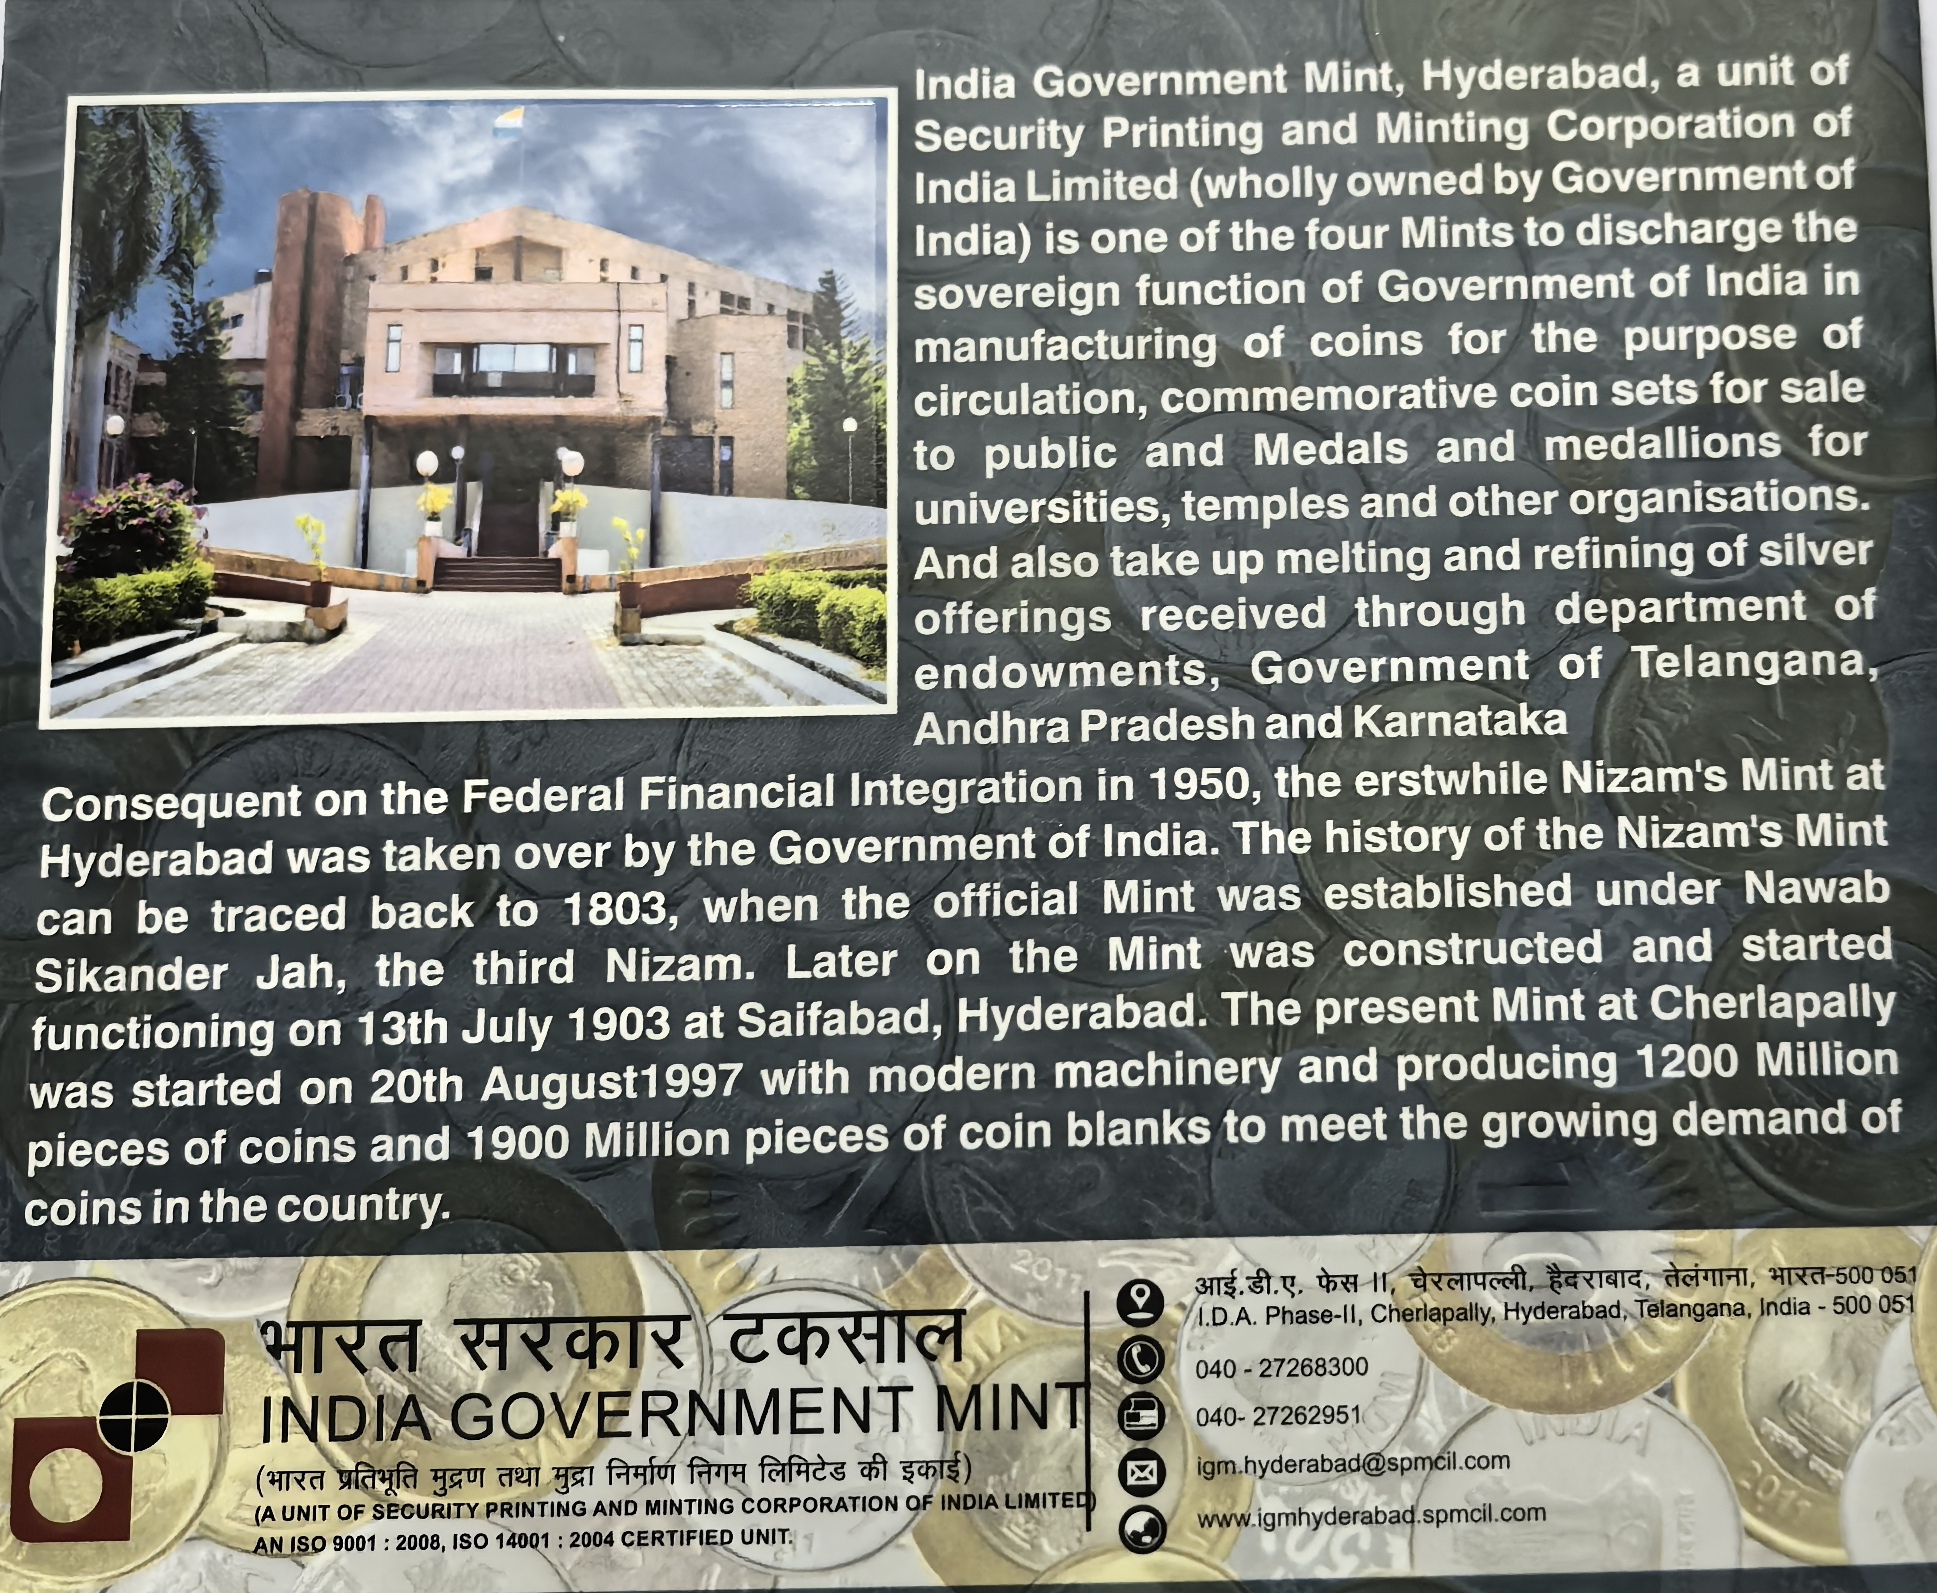 India Government Mint, Hyderabad, a unit of
Security Printing and Minting Corporation of
India Limited (wholly owned by Government of
India) is one of the four Mints to discharge the
sovereign function of Government of India in
manufacturing of coins for the purpose of
circulation, commemorative coin sets for sale
to public and Medals and medallions for
universities, temples and other organisations.
And also take up melting and refining of silver
offerings received through department of
endowments, Government of Telangana,
Andhra Pradesh and Karnataka
Consequent on the Federal Financial Integration in 1950, the erstwhile Nizam's Mint at
Hyderabad was taken over by the Government of India. The history of the Nizam's Mint
can be traced back to 1803, when the official Mint was established under Nawab
Sikander Jah, the third Nizam. Later on the Mint was constructed and started
functioning on 13th July 1903 at Saifabad, Hyderabad. The present Mint at Cherlapally
was started on 20th August1997 with modern machinery and producing 1200 Million
pieces of coins and 1900 Million pieces of coin blanks to meet the growing demand of
coins in the country.
भारत सरकार टकसाल
INDIA GOVERNMENT MINT
(भारत प्रतिभूति मुद्रण तथा मुद्रा निर्माण निगम लिमिटेड की इकाई)
(A UNIT OF SECURITY PRINTING AND MINTING CORPORATION OF INDIA LIMITED)
AN ISO 9001 : 2008, ISO 14001 : 2004 CERTIFIED UNIT.
आई.डी.ए. फेस II, चेरलापल्ली, हैदराबाद, तेलंगाना, भारत-500 051
I.D.A. Phase-II, Cherlapally, Hyderabad, Telangana, India - 500 051
040 - 27268300
040- 27262951
igm.hyderabad@spmcil.com
www.igmhyderabad.spmcil.com
2011
INDIA